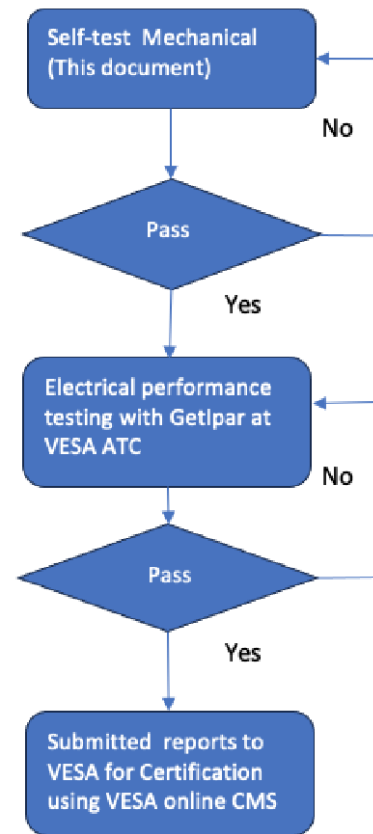 Self-test Mechanical
(This document)
No
Pass
Yes
Electrical performance
testing with GetIpar at
VESA ATC
No
Pass
Yes
Submitted reports to
VESA for Certification
using VESA online CMS